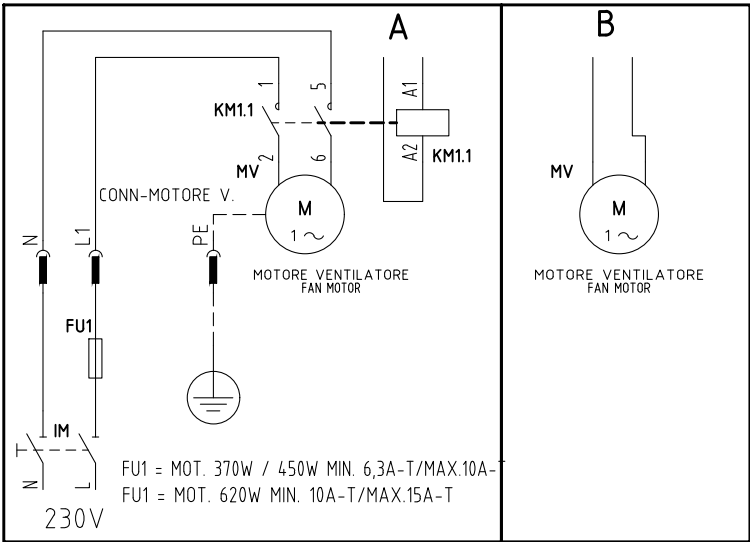 A
B
1
5
KM1.1
A1
A2
KM1.1
2
6
MV
MV
CONN-MOTORE V.
M
1~
M
1~
N
L1
PE
MOTORE VENTILATORE
FAN MOTOR
MOTORE VENTILATORE
FAN MOTOR
FU1
IM
N
L
230V
FU1 = MOT. 370W / 450W MIN. 6,3A-T/MAX.10A-T
FU1 = MOT. 620W MIN. 10A-T/MAX.15A-T